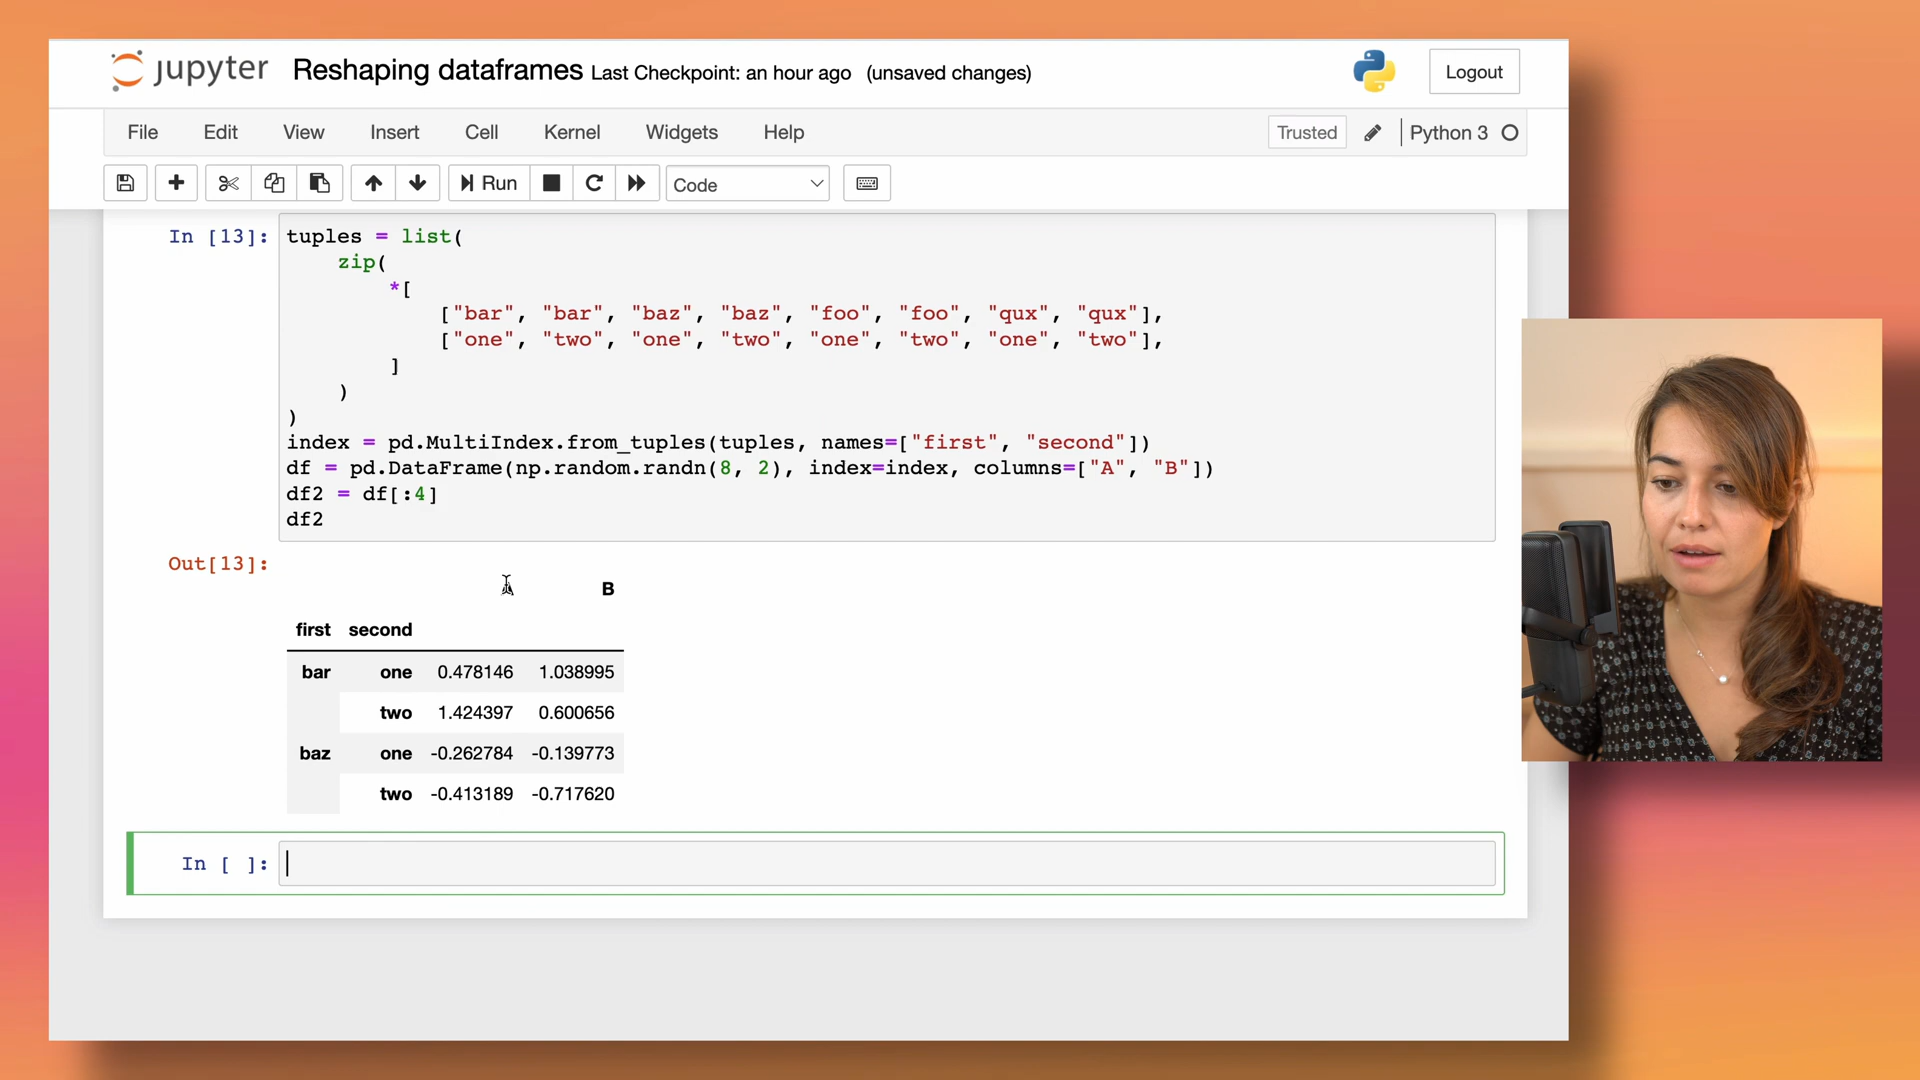 jupyter Reshaping dataframes Last Checkpoint: an hour ago (unsaved changes) Logout
File Edit View Insert Cell Kernel Widgets Help Trusted Python 3
Run Code
In [13]: tuples = list(
zip(
*[
["bar", "bar", "baz", "baz", "foo", "foo", "qux", "qux"],
["one", "two", "one", "two", "one", "two", "one", "two"],
]
)
)
index = pd.MultiIndex.from_tuples(tuples, names=["first", "second"])
df = pd.DataFrame(np.random.randn(8, 2), index=index, columns=["A", "B"])
df2 = df[:4]
df2
Out[13]:
B
first second
bar one 0.478146 1.038995
two 1.424397 0.600656
baz one -0.262784 -0.139773
two -0.413189 -0.717620
In [ ]: